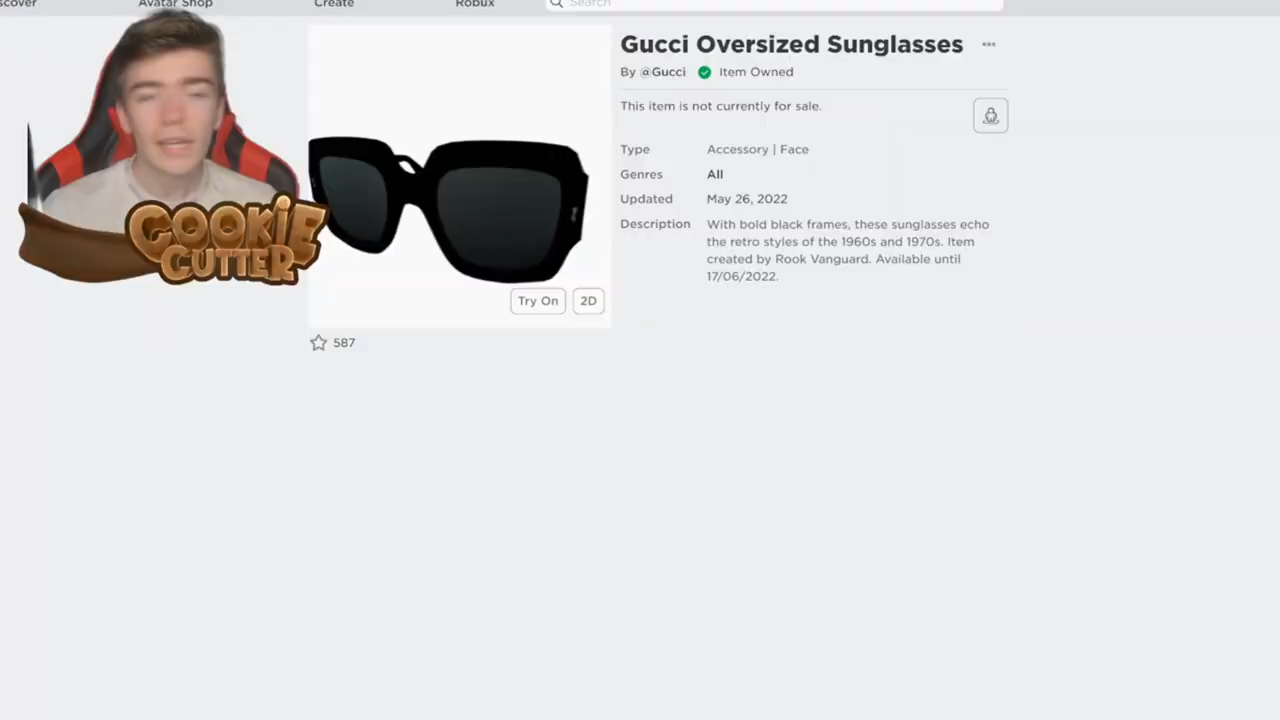 scover Avatar Shop Create Robux Search
Gucci Oversized Sunglasses
By @Gucci Item Owned
This item is not currently for sale.
Type Accessory | Face
Genres All
Updated May 26, 2022
Description With bold black frames, these sunglasses echo
the retro styles of the 1960s and 1970s. Item
created by Rook Vanguard. Available until
17/06/2022.
COOKiE
CUTTER
Try On 2D
587